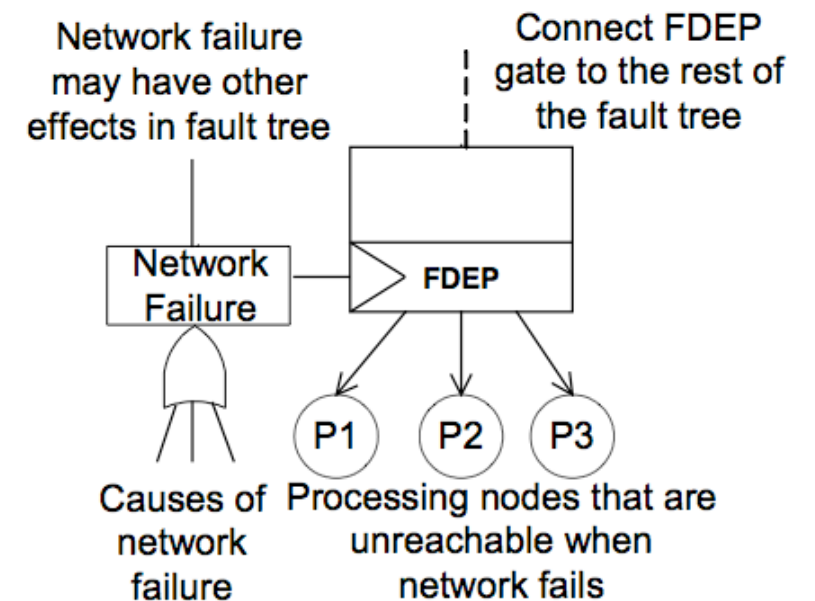 Network failure
may have other
effects in fault tree
Connect FDEP
gate to the rest of
the fault tree
Network
Failure
FDEP
P1
P2
P3
Causes of
network
failure
Processing nodes that are
unreachable when
network fails